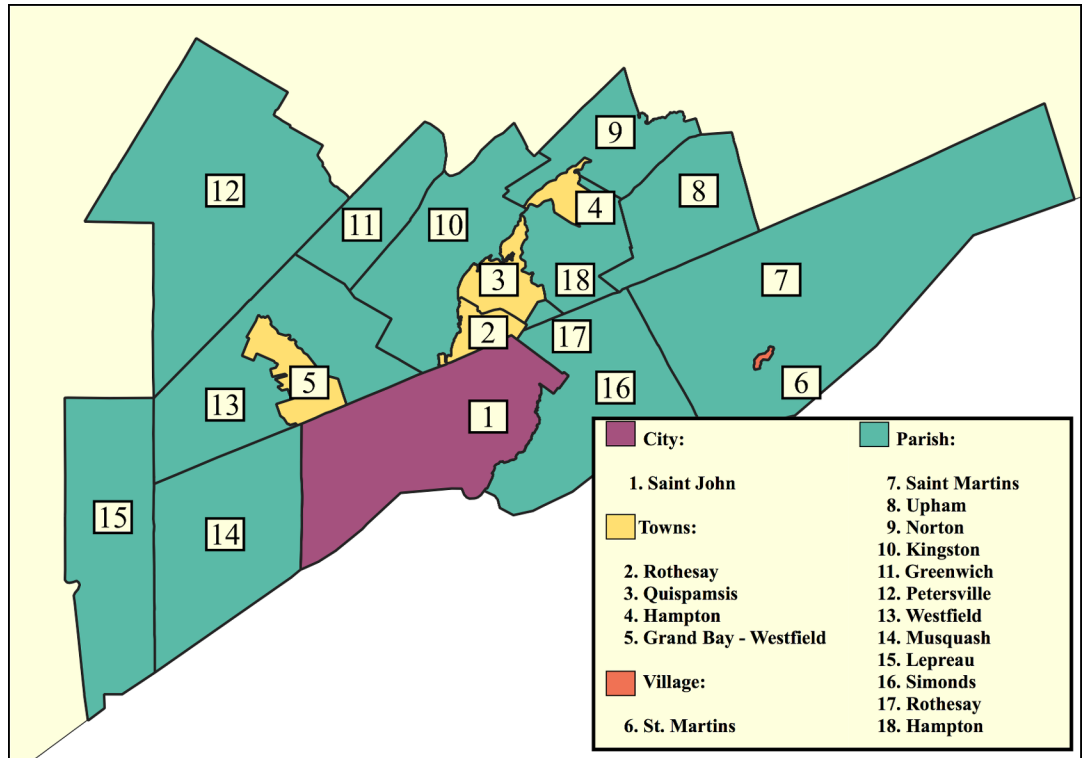 9
12
8
4
11
10
3
18
7
2
17
5
6
16
13
1
15
14
City:
1. Saint John
Towns:
2. Rothesay
3. Quispamsis
4. Hampton
5. Grand Bay - Westfield
Village:
6. St. Martins
Parish:
7. Saint Martins
8. Upham
9. Norton
10. Kingston
11. Greenwich
12. Petersville
13. Westfield
14. Musquash
15. Lepreau
16. Simonds
17. Rothesay
18. Hampton